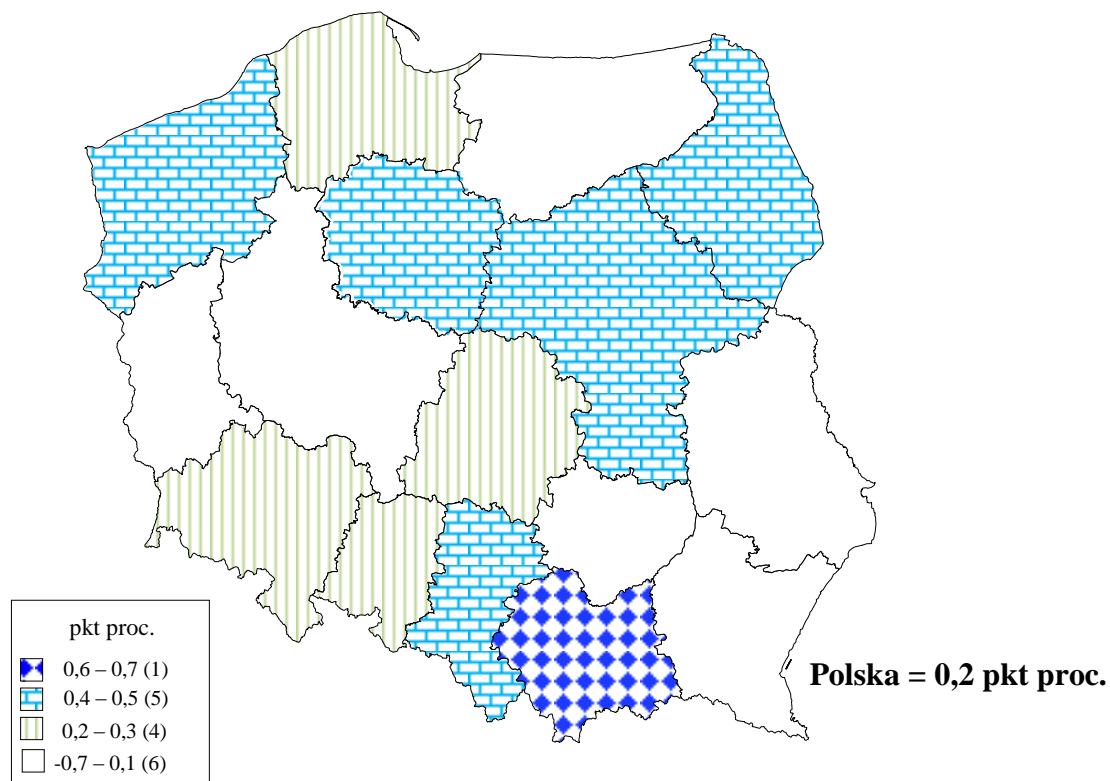 pkt proc.
0,6 – 0,7 (1)
0,4 – 0,5 (5)
0,2 – 0,3 (4)
-0,7 – 0,1 (6)
Polska = 0,2 pkt proc.